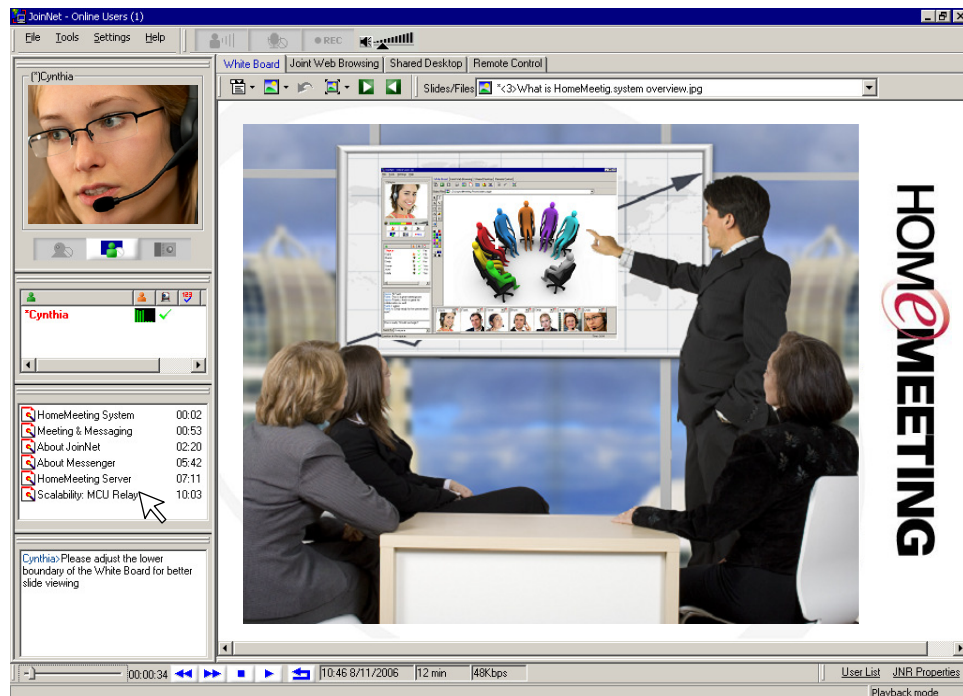 JoinNet - Online Users (1)
File Tools Settings Help
REC
(*)Cynthia
White Board Joint Web Browsing Shared Desktop Remote Control
Slides/Files *<3>What is HomeMeetig.system overview.jpg
*Cynthia
HomeMeeting System 00:02
Meeting & Messaging 00:53
About JoinNet 02:20
About Messenger 05:42
HomeMeeting Server 07:11
Scalability: MCU Relay 10:03
Cynthia>Please adjust the lower
boundary of the White Board for better
slide viewing
HOMeMEETING
00:00:34 10:46 8/11/2006 12 min 48Kbps User List JNR Properties
Playback mode